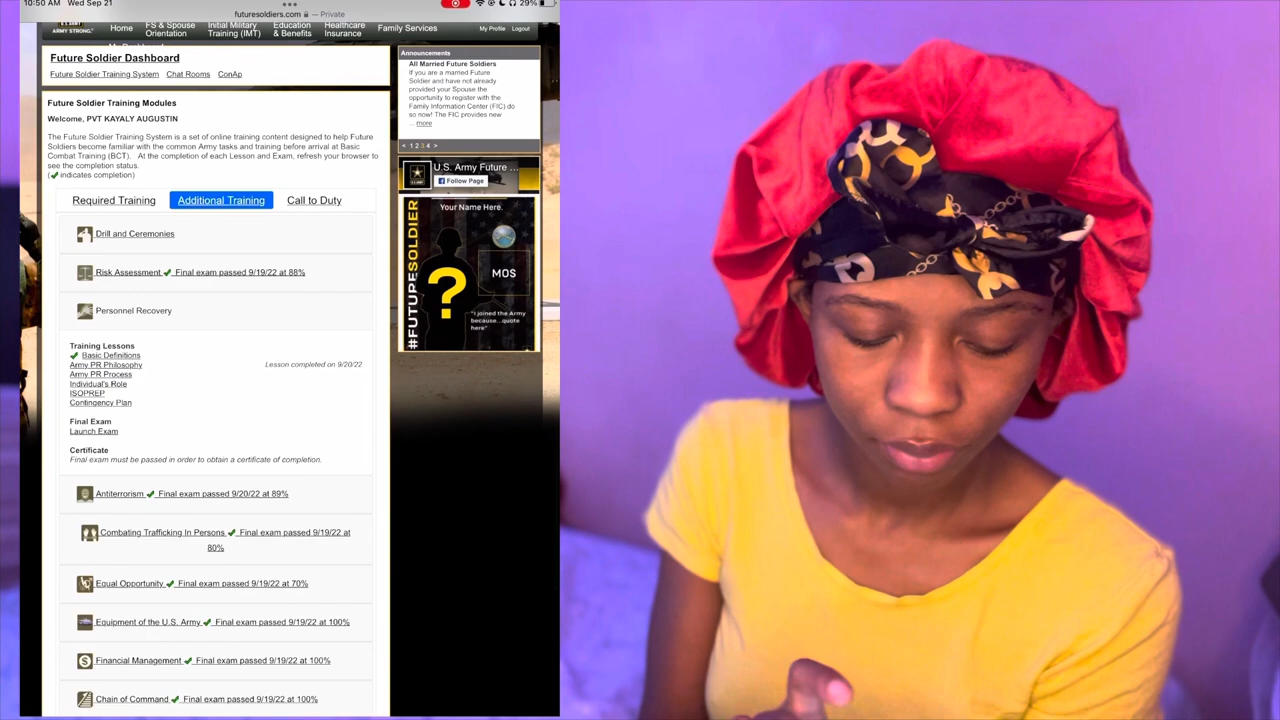 10:50 AM Wed Sep 21
29%
futuresoldiers.com — Private
ARMY STRONG.
Home
FS & Spouse
Orientation
Initial Military
Training (IMT)
Education
& Benefits
Healthcare
Insurance
Family Services
My Profile
Logout
Future Soldier Dashboard
Future Soldier Training System
Chat Rooms
ConAp
Future Soldier Training Modules
Welcome, PVT KAYALY AUGUSTIN
The Future Soldier Training System is a set of online training content designed to help Future
Soldiers become familiar with the common Army tasks and training before arrival at Basic
Combat Training (BCT). At the completion of each Lesson and Exam, refresh your browser to
see the completion status.
(✔ indicates completion)
Required Training
Additional Training
Call to Duty
Drill and Ceremonies
Risk Assessment ✔ Final exam passed 9/19/22 at 88%
Personnel Recovery
Training Lessons
✔ Basic Definitions
Army PR Philosophy
Lesson completed on 9/20/22
Army PR Process
Individual's Role
ISOPREP
Contingency Plan
Final Exam
Launch Exam
Certificate
Final exam must be passed in order to obtain a certificate of completion.
Antiterrorism ✔ Final exam passed 9/20/22 at 89%
Combating Trafficking In Persons ✔ Final exam passed 9/19/22 at
80%
Equal Opportunity ✔ Final exam passed 9/19/22 at 70%
Equipment of the U.S. Army ✔ Final exam passed 9/19/22 at 100%
Financial Management ✔ Final exam passed 9/19/22 at 100%
Chain of Command ✔ Final exam passed 9/19/22 at 100%
Announcements
All Married Future Soldiers
If you are a married Future
Soldier and have not already
provided your Spouse the
opportunity to register with the
Family Information Center (FIC) do
so now! The FIC provides new
... more
< 1 2 3 4 >
U.S. Army Future ...
Follow Page
Your Name Here.
#FUTURESOLDIER
?
MOS
"I joined the Army
because...quote
here"